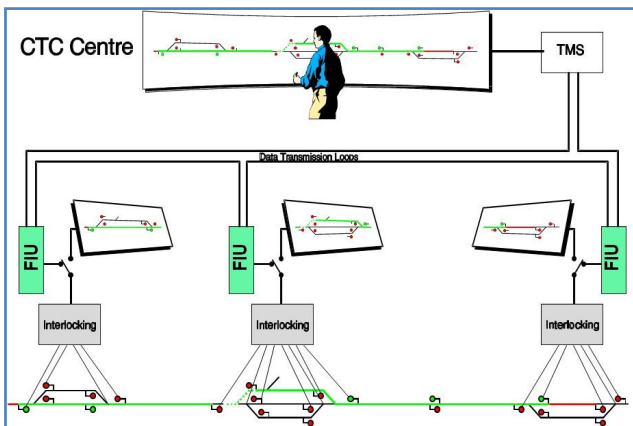 CTC Centre
TMS
Data Transmission Loops
FIU
FIU
FIU
Interlocking
Interlocking
Interlocking